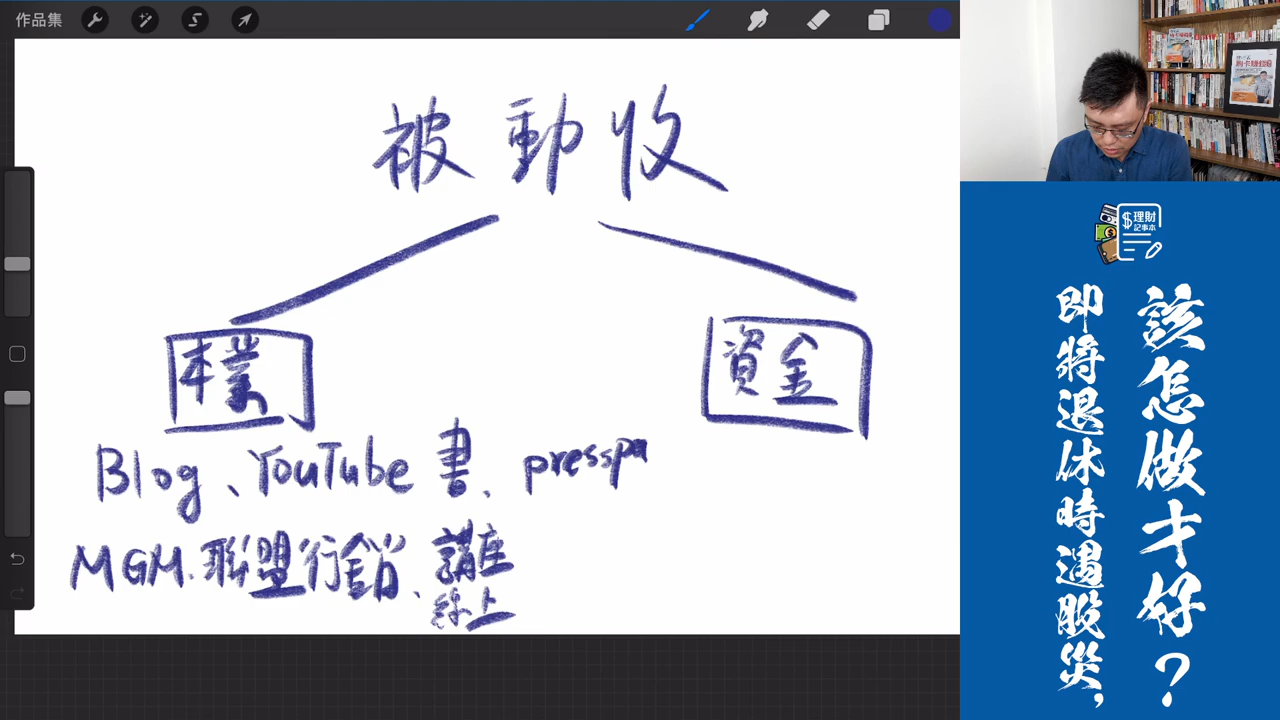 作品集
被動收
本業
資金
Blog、YouTube 書、presspa
MGM.聯盟行銷、講座
線上
$理財
記事本
即將退休時遇股災,
該怎麼做才好?